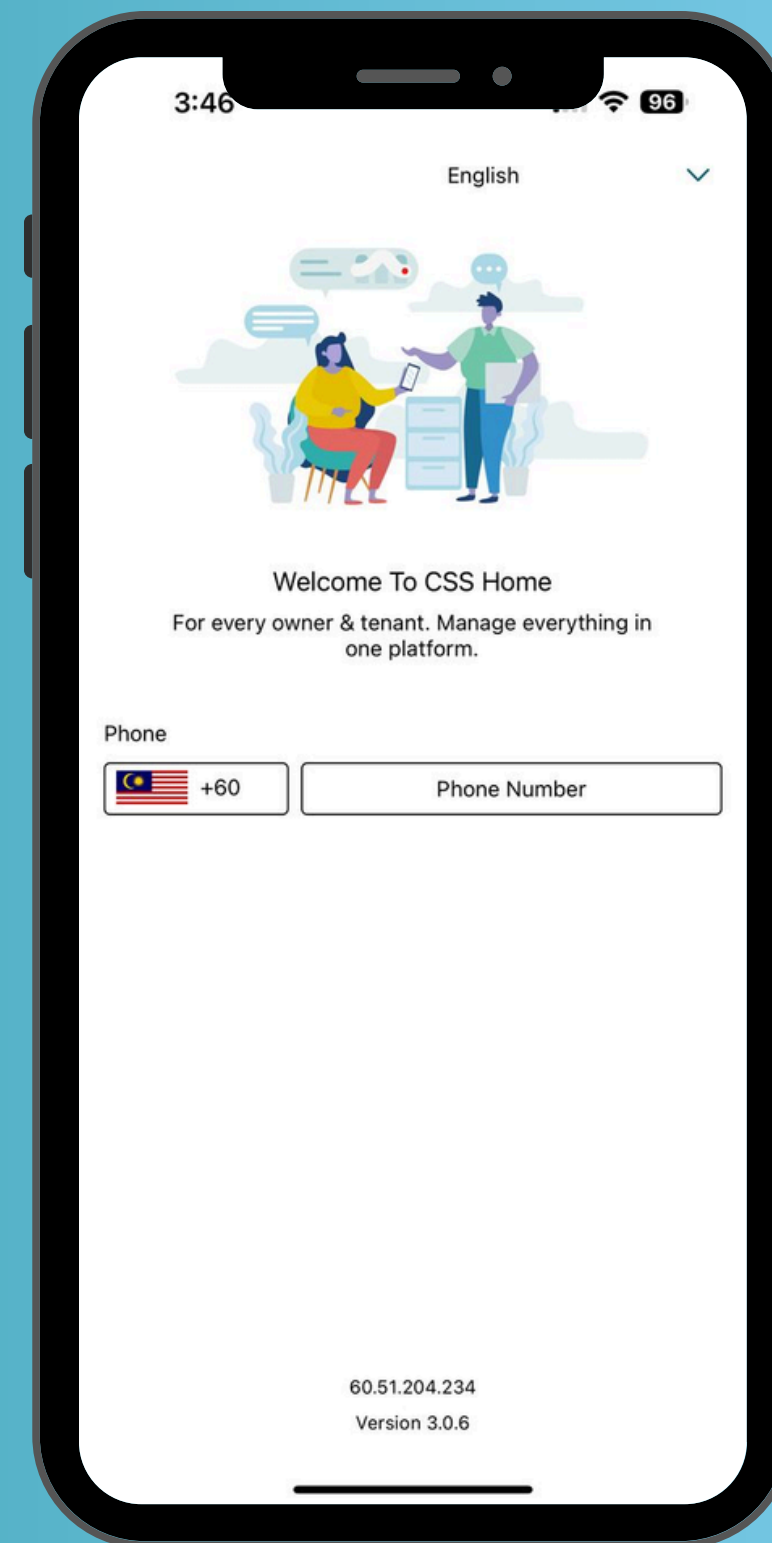 3:46
96
English
Welcome To CSS Home
For every owner & tenant. Manage everything in
one platform.
Phone
+60
Phone Number
60.51.204.234
Version 3.0.6